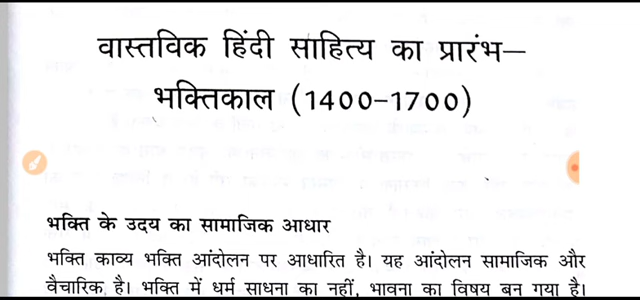 वास्तविक हिंदी साहित्य का प्रारंभ–
भक्तिकाल (1400–1700)
भक्ति के उदय का सामाजिक आधार
भक्ति काव्य भक्ति आंदोलन पर आधारित है। यह आंदोलन सामाजिक और
वैचारिक है। भक्ति में धर्म साधना का नहीं, भावना का विषय बन गया है।